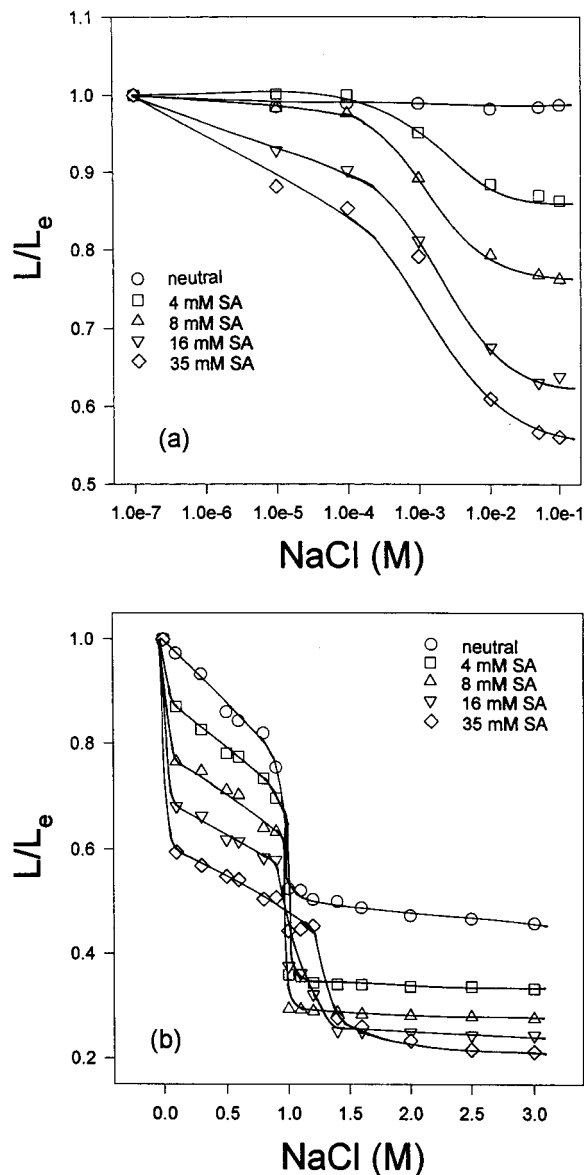 1.1
1.0
0.9
0.8
0.7
0.6
0.5
L/Le
neutral
4 mM SA
8 mM SA
16 mM SA
35 mM SA
(a)
1.0e-7 1.0e-6 1.0e-5 1.0e-4 1.0e-3 1.0e-2 1.0e-1
NaCl (M)
1.0
0.8
0.6
0.4
0.2
L/Le
neutral
4 mM SA
8 mM SA
16 mM SA
35 mM SA
(b)
0.0 0.5 1.0 1.5 2.0 2.5 3.0
NaCl (M)